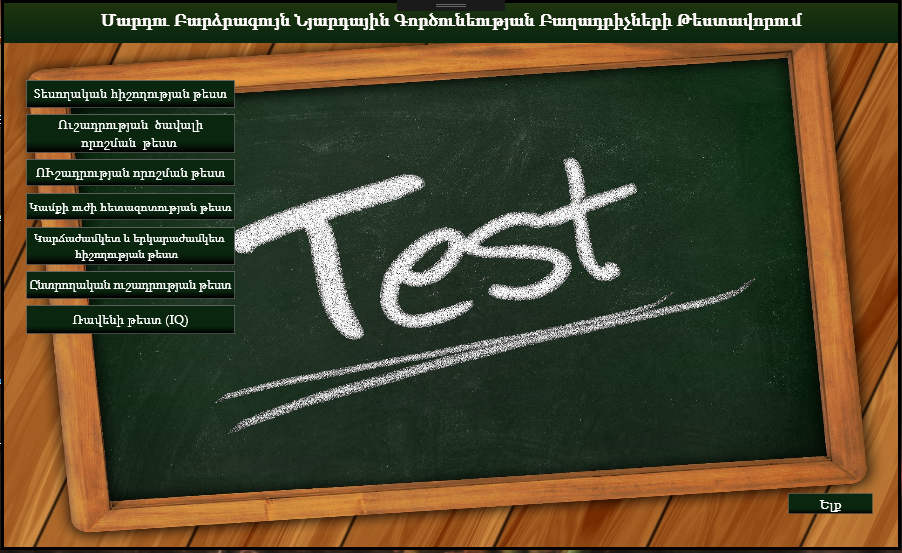 Մարդու Բարձրագույն Նյարդային Գործունեության Բաղադրիչների Թեստավորում
Տեսողական հիշողության թեստ
Ուշադրության ծավալի
որոշման թեստ
ՈՒշադրության որոշման թեստ
Կամքի ուժի հետազոտության թեստ
Կարճաժամկետ և երկարաժամկետ
հիշողության թեստ
Ընտրողական ուշադրության թեստ
Ռավենի թեստ (IQ)
Test
Ելք